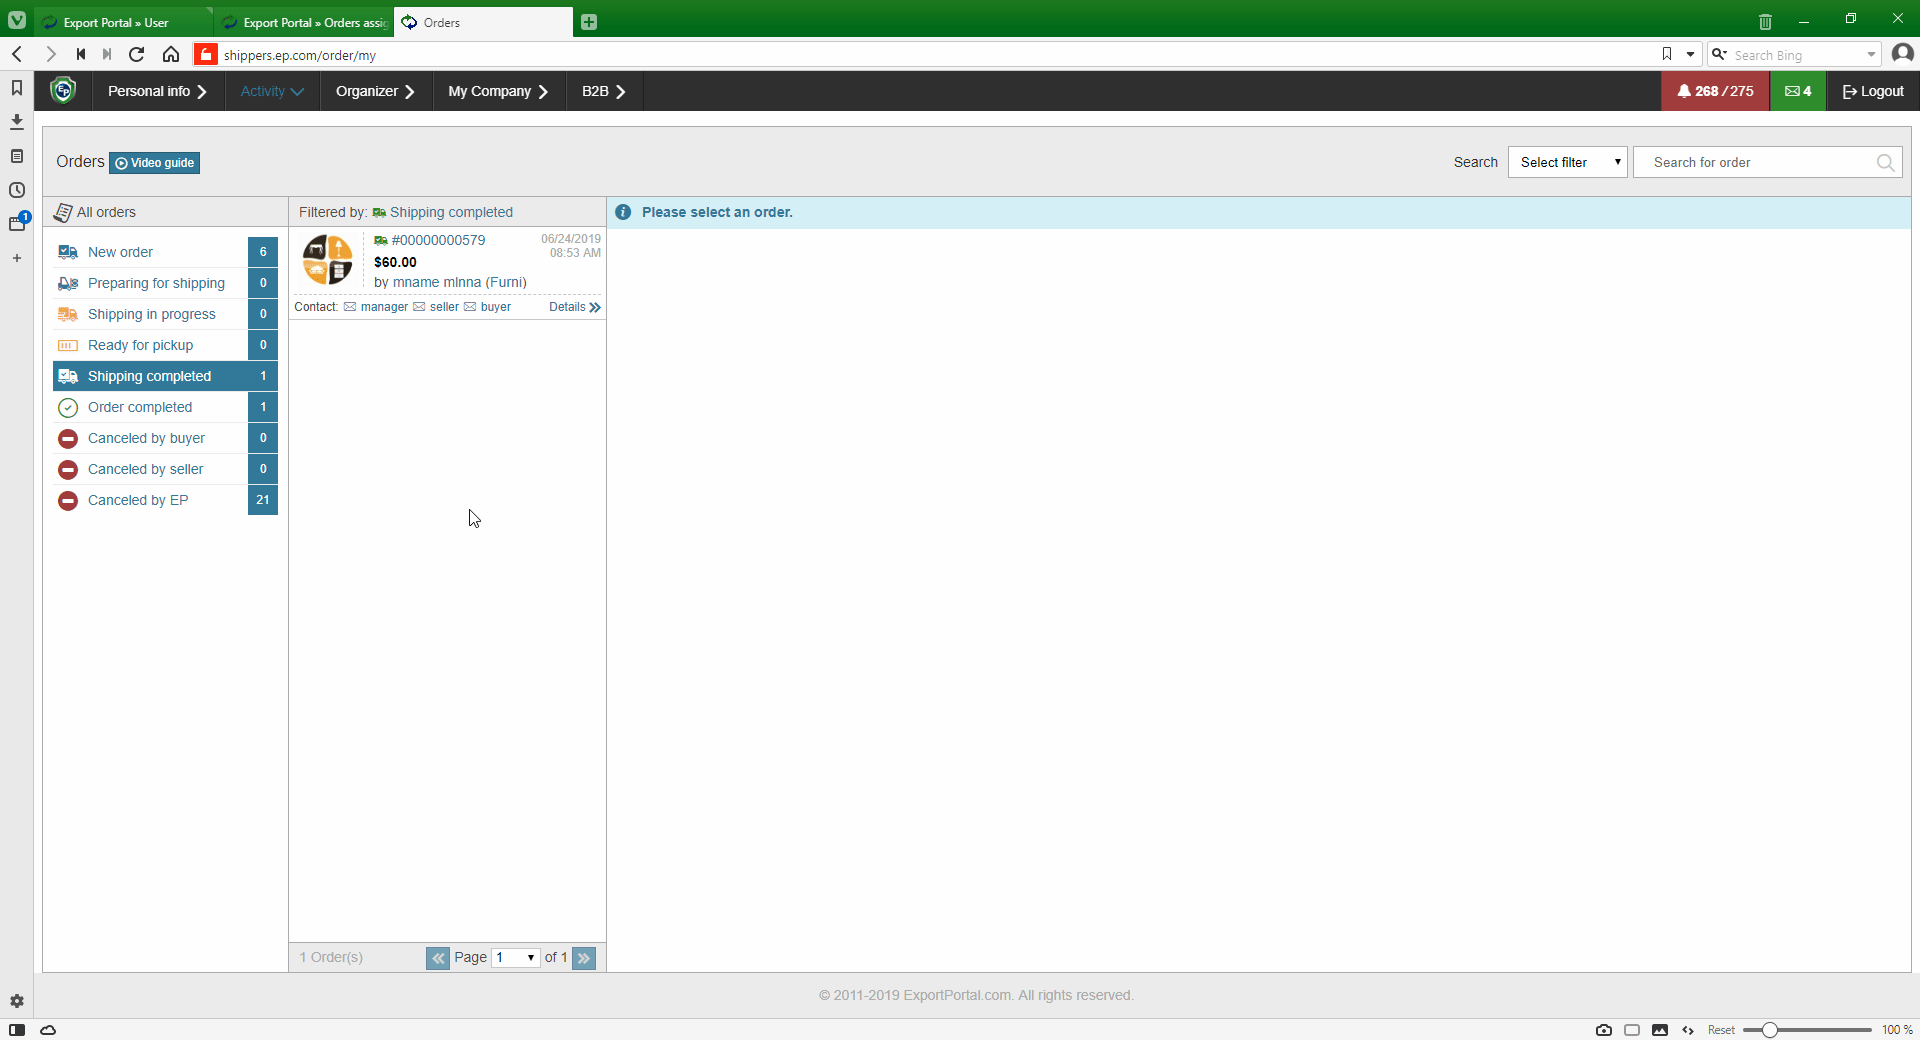 Export Portal » User
Export Portal » Orders assig
Orders
shippers.ep.com/order/my
Search Bing
1
EP
Personal info
Activity
Organizer
My Company
B2B
268 / 275
4
Logout
Orders
Video guide
Search
Select filter
Search for order
All orders
New order 6
Preparing for shipping 0
Shipping in progress 0
Ready for pickup 0
Shipping completed 1
Order completed 1
Canceled by buyer 0
Canceled by seller 0
Canceled by EP 21
Filtered by: Shipping completed
#00000000579
06/24/2019
08:53 AM
$60.00
by mname mlnna (Furni)
Contact: manager seller buyer Details
1 Order(s)
Page 1 of 1
Please select an order.
© 2011-2019 ExportPortal.com. All rights reserved.
Reset
100 %